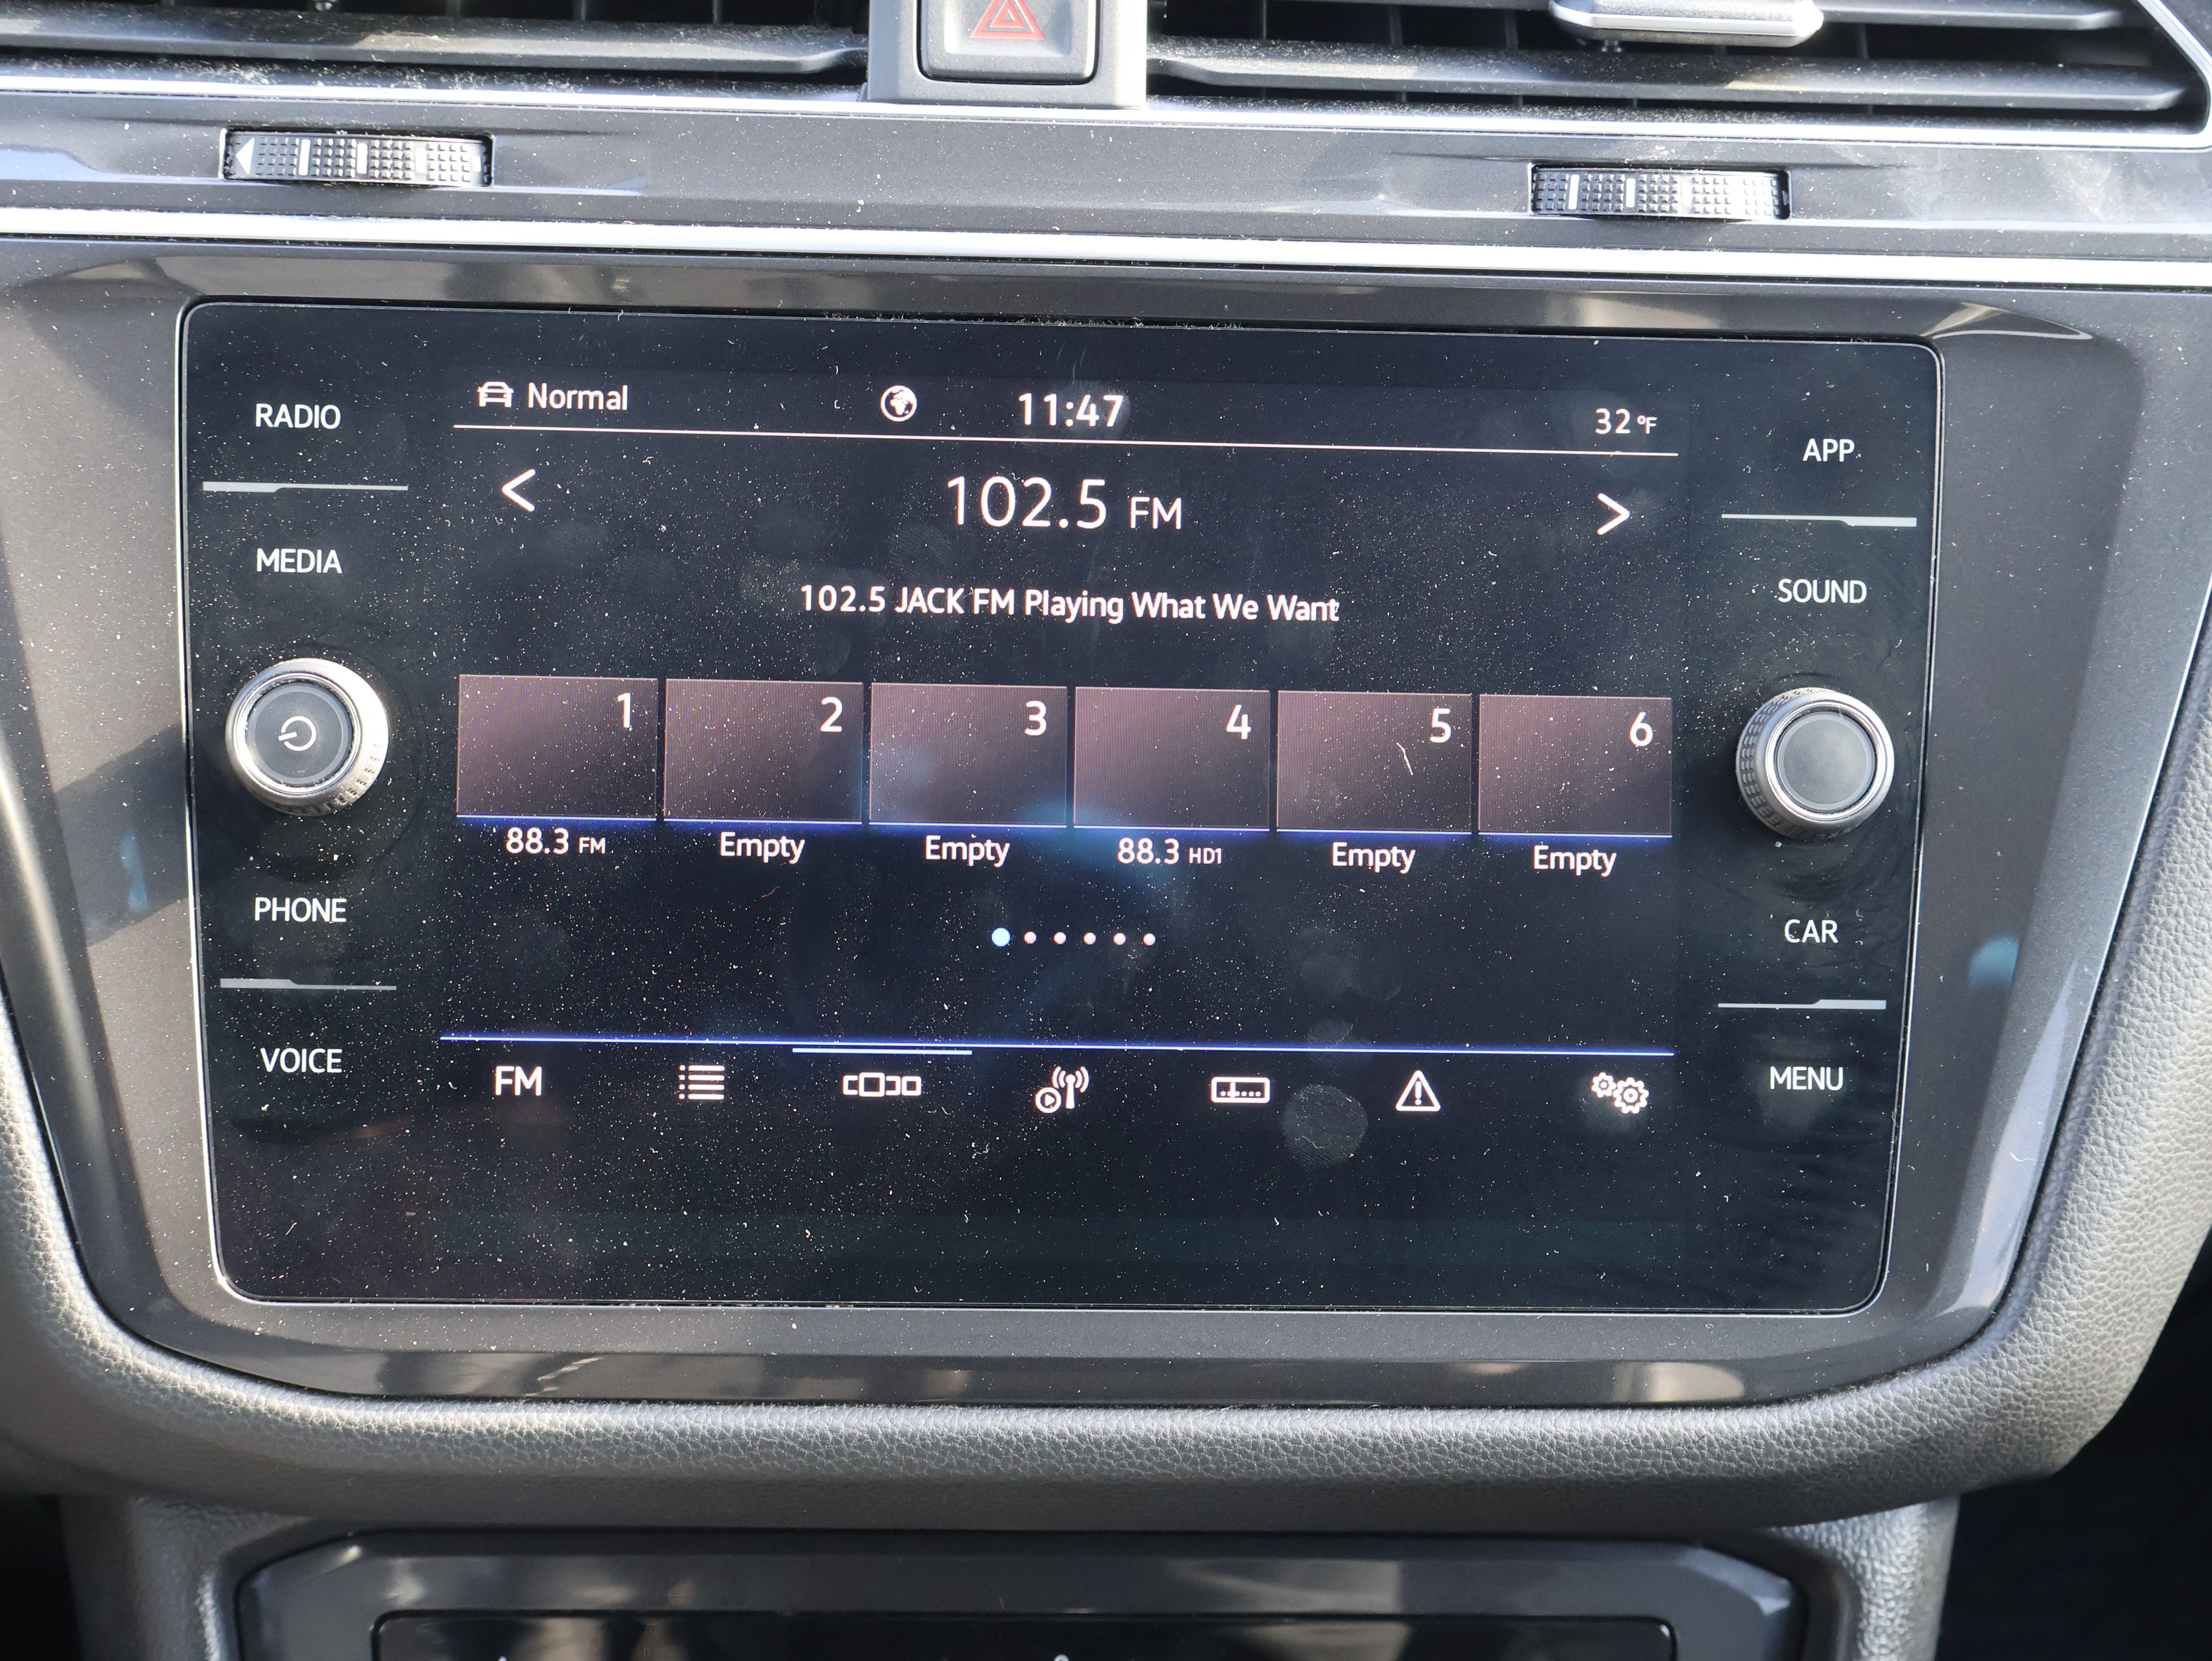 RADIO
MEDIA
PHONE
VOICE
Normal 11:47 32 °F
< 102.5 FM >
102.5 JACK FM Playing What We Want
1 2 3 4 5 6
88.3 FM Empty Empty 88.3 HD1 Empty Empty
FM
APP
SOUND
CAR
MENU